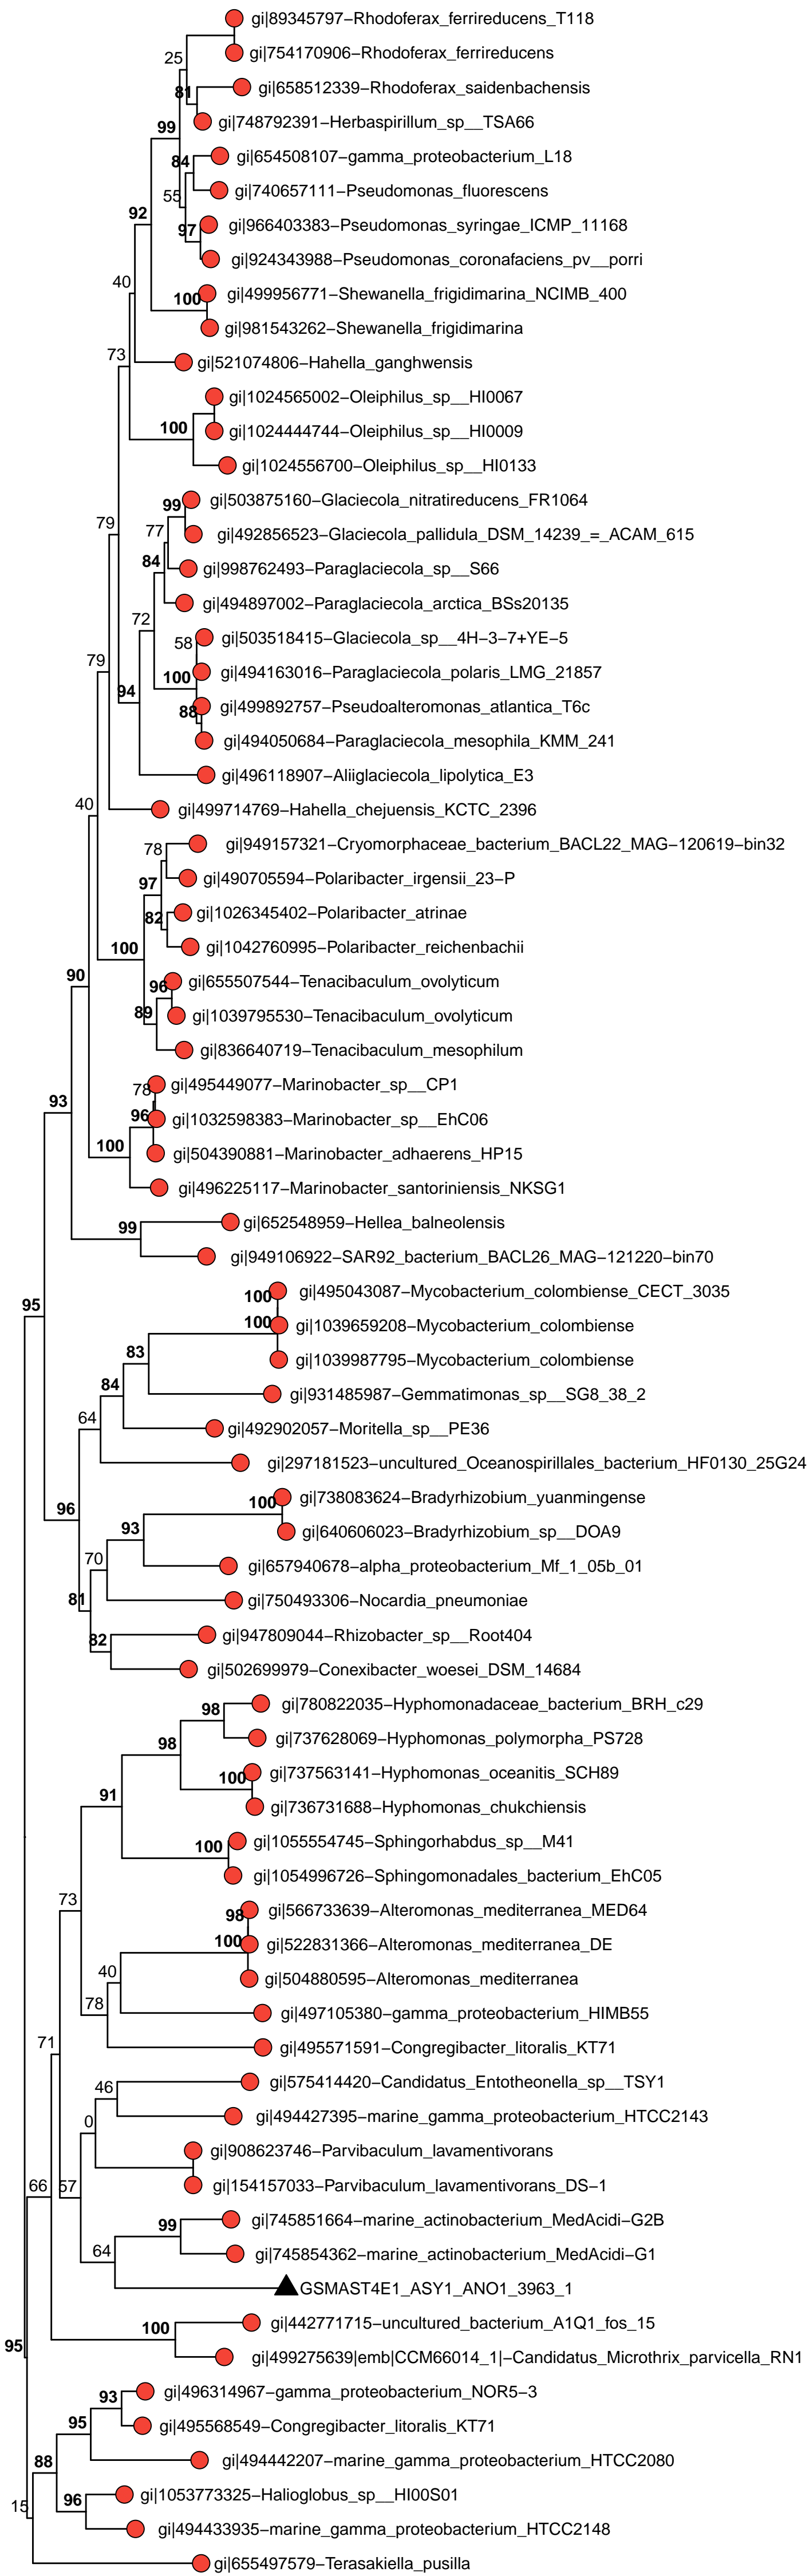 gi|89345797–Rhodoferax_ferrireducens_T118
gi|754170906–Rhodoferax_ferrireducens
25
gi|658512339–Rhodoferax_saidenbachensis
81
gi|748792391–Herbaspirillum_sp__TSA66
99
gi|654508107–gamma_proteobacterium_L18
84
gi|740657111–Pseudomonas_fluorescens
55
gi|966403383–Pseudomonas_syringae_ICMP_11168
92
97
gi|924343988–Pseudomonas_coronafaciens_pv__porri
40
gi|499956771–Shewanella_frigidimarina_NCIMB_400
100
gi|981543262–Shewanella_frigidimarina
73
gi|521074806–Hahella_ganghwensis
gi|1024565002–Oleiphilus_sp__HI0067
100
gi|1024444744–Oleiphilus_sp__HI0009
gi|1024556700–Oleiphilus_sp__HI0133
gi|503875160–Glaciecola_nitratireducens_FR1064
99
79
77
gi|492856523–Glaciecola_pallidula_DSM_14239_=_ACAM_615
84
gi|998762493–Paraglaciecola_sp__S66
gi|494897002–Paraglaciecola_arctica_BSs20135
72
gi|503518415–Glaciecola_sp__4H–3–7+YE–5
58
79
100
gi|494163016–Paraglaciecola_polaris_LMG_21857
94
gi|499892757–Pseudoalteromonas_atlantica_T6c
88
gi|494050684–Paraglaciecola_mesophila_KMM_241
gi|496118907–Aliiglaciecola_lipolytica_E3
40
gi|499714769–Hahella_chejuensis_KCTC_2396
gi|949157321–Cryomorphaceae_bacterium_BACL22_MAG–120619–bin32
78
gi|490705594–Polaribacter_irgensii_23–P
97
gi|1026345402–Polaribacter_atrinae
82
100
gi|1042760995–Polaribacter_reichenbachii
90
gi|655507544–Tenacibaculum_ovolyticum
96
89
gi|1039795530–Tenacibaculum_ovolyticum
gi|836640719–Tenacibaculum_mesophilum
gi|495449077–Marinobacter_sp__CP1
78
93
96
gi|1032598383–Marinobacter_sp__EhC06
100
gi|504390881–Marinobacter_adhaerens_HP15
gi|496225117–Marinobacter_santoriniensis_NKSG1
gi|652548959–Hellea_balneolensis
99
gi|949106922–SAR92_bacterium_BACL26_MAG–121220–bin70
gi|495043087–Mycobacterium_colombiense_CECT_3035
100
95
100
gi|1039659208–Mycobacterium_colombiense
83
gi|1039987795–Mycobacterium_colombiense
84
gi|931485987–Gemmatimonas_sp__SG8_38_2
64
gi|492902057–Moritella_sp__PE36
gi|297181523–uncultured_Oceanospirillales_bacterium_HF0130_25G24
gi|738083624–Bradyrhizobium_yuanmingense
100
96
93
gi|640606023–Bradyrhizobium_sp__DOA9
70
gi|657940678–alpha_proteobacterium_Mf_1_05b_01
81
gi|750493306–Nocardia_pneumoniae
82
gi|947809044–Rhizobacter_sp__Root404
gi|502699979–Conexibacter_woesei_DSM_14684
gi|780822035–Hyphomonadaceae_bacterium_BRH_c29
98
gi|737628069–Hyphomonas_polymorpha_PS728
98
gi|737563141–Hyphomonas_oceanitis_SCH89
100
91
gi|736731688–Hyphomonas_chukchiensis
gi|1055554745–Sphingorhabdus_sp__M41
100
gi|1054996726–Sphingomonadales_bacterium_EhC05
73
gi|566733639–Alteromonas_mediterranea_MED64
98
100
gi|522831366–Alteromonas_mediterranea_DE
40
gi|504880595–Alteromonas_mediterranea
78
gi|497105380–gamma_proteobacterium_HIMB55
71
gi|495571591–Congregibacter_litoralis_KT71
46
gi|575414420–Candidatus_Entotheonella_sp__TSY1
0
gi|494427395–marine_gamma_proteobacterium_HTCC2143
gi|908623746–Parvibaculum_lavamentivorans
66
57
gi|154157033–Parvibaculum_lavamentivorans_DS–1
gi|745851664–marine_actinobacterium_MedAcidi–G2B
99
64
gi|745854362–marine_actinobacterium_MedAcidi–G1
GSMAST4E1_ASY1_ANO1_3963_1
gi|442771715–uncultured_bacterium_A1Q1_fos_15
100
95
gi|499275639|emb|CCM66014_1|–Candidatus_Microthrix_parvicella_RN1
gi|496314967–gamma_proteobacterium_NOR5–3
93
gi|495568549–Congregibacter_litoralis_KT71
95
gi|494442207–marine_gamma_proteobacterium_HTCC2080
88
gi|1053773325–Halioglobus_sp__HI00S01
96
15
gi|494433935–marine_gamma_proteobacterium_HTCC2148
gi|655497579–Terasakiella_pusilla